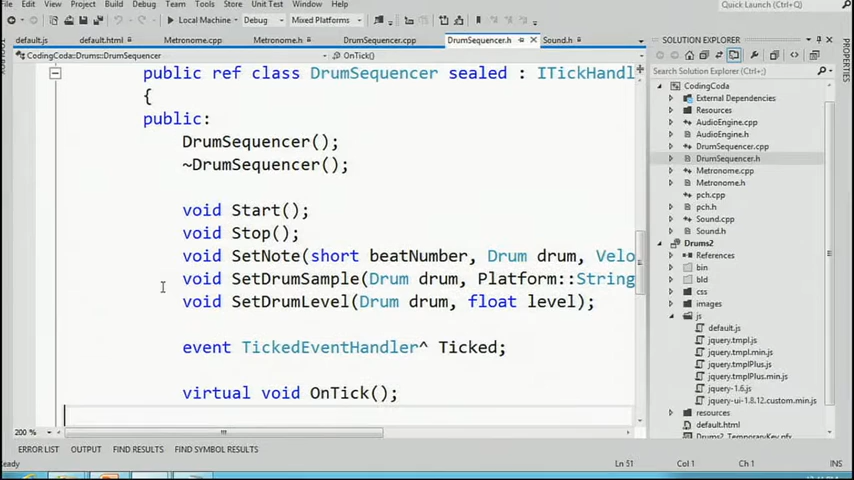 File Edit View Project Build Debug Team Tools Store Unit Test Window Help
Quick Launch (Ctrl+Q)
Local Machine Debug Mixed Platforms
default.js default.html Metronome.cpp Metronome.h DrumSequencer.cpp DrumSequencer.h Sound.h
CodingCoda::Drums::DrumSequencer OnTick()
public ref class DrumSequencer sealed : ITickHandl
{
public:
DrumSequencer();
~DrumSequencer();
void Start();
void Stop();
void SetNote(short beatNumber, Drum drum, Velo
void SetDrumSample(Drum drum, Platform::String
void SetDrumLevel(Drum drum, float level);
event TickedEventHandler^ Ticked;
virtual void OnTick();
200 %
ERROR LIST OUTPUT FIND RESULTS FIND SYMBOL RESULTS
Ready Ln 51 Col 1 Ch 1 INS
SOLUTION EXPLORER
Search Solution Explorer (Ctrl+;)
CodingCoda
External Dependencies
Resources
AudioEngine.cpp
AudioEngine.h
DrumSequencer.cpp
DrumSequencer.h
Metronome.cpp
Metronome.h
pch.cpp
pch.h
Sound.cpp
Sound.h
Drums2
References
bin
bld
css
images
js
default.js
jquery.tmpl.js
jquery.tmpl.min.js
jquery.tmplPlus.js
jquery.tmplPlus.min.js
jquery-1.6.js
jquery-ui-1.8.12.custom.min.js
resources
default.html
Drums2_TemporaryKey.pfx
PROPERTIES